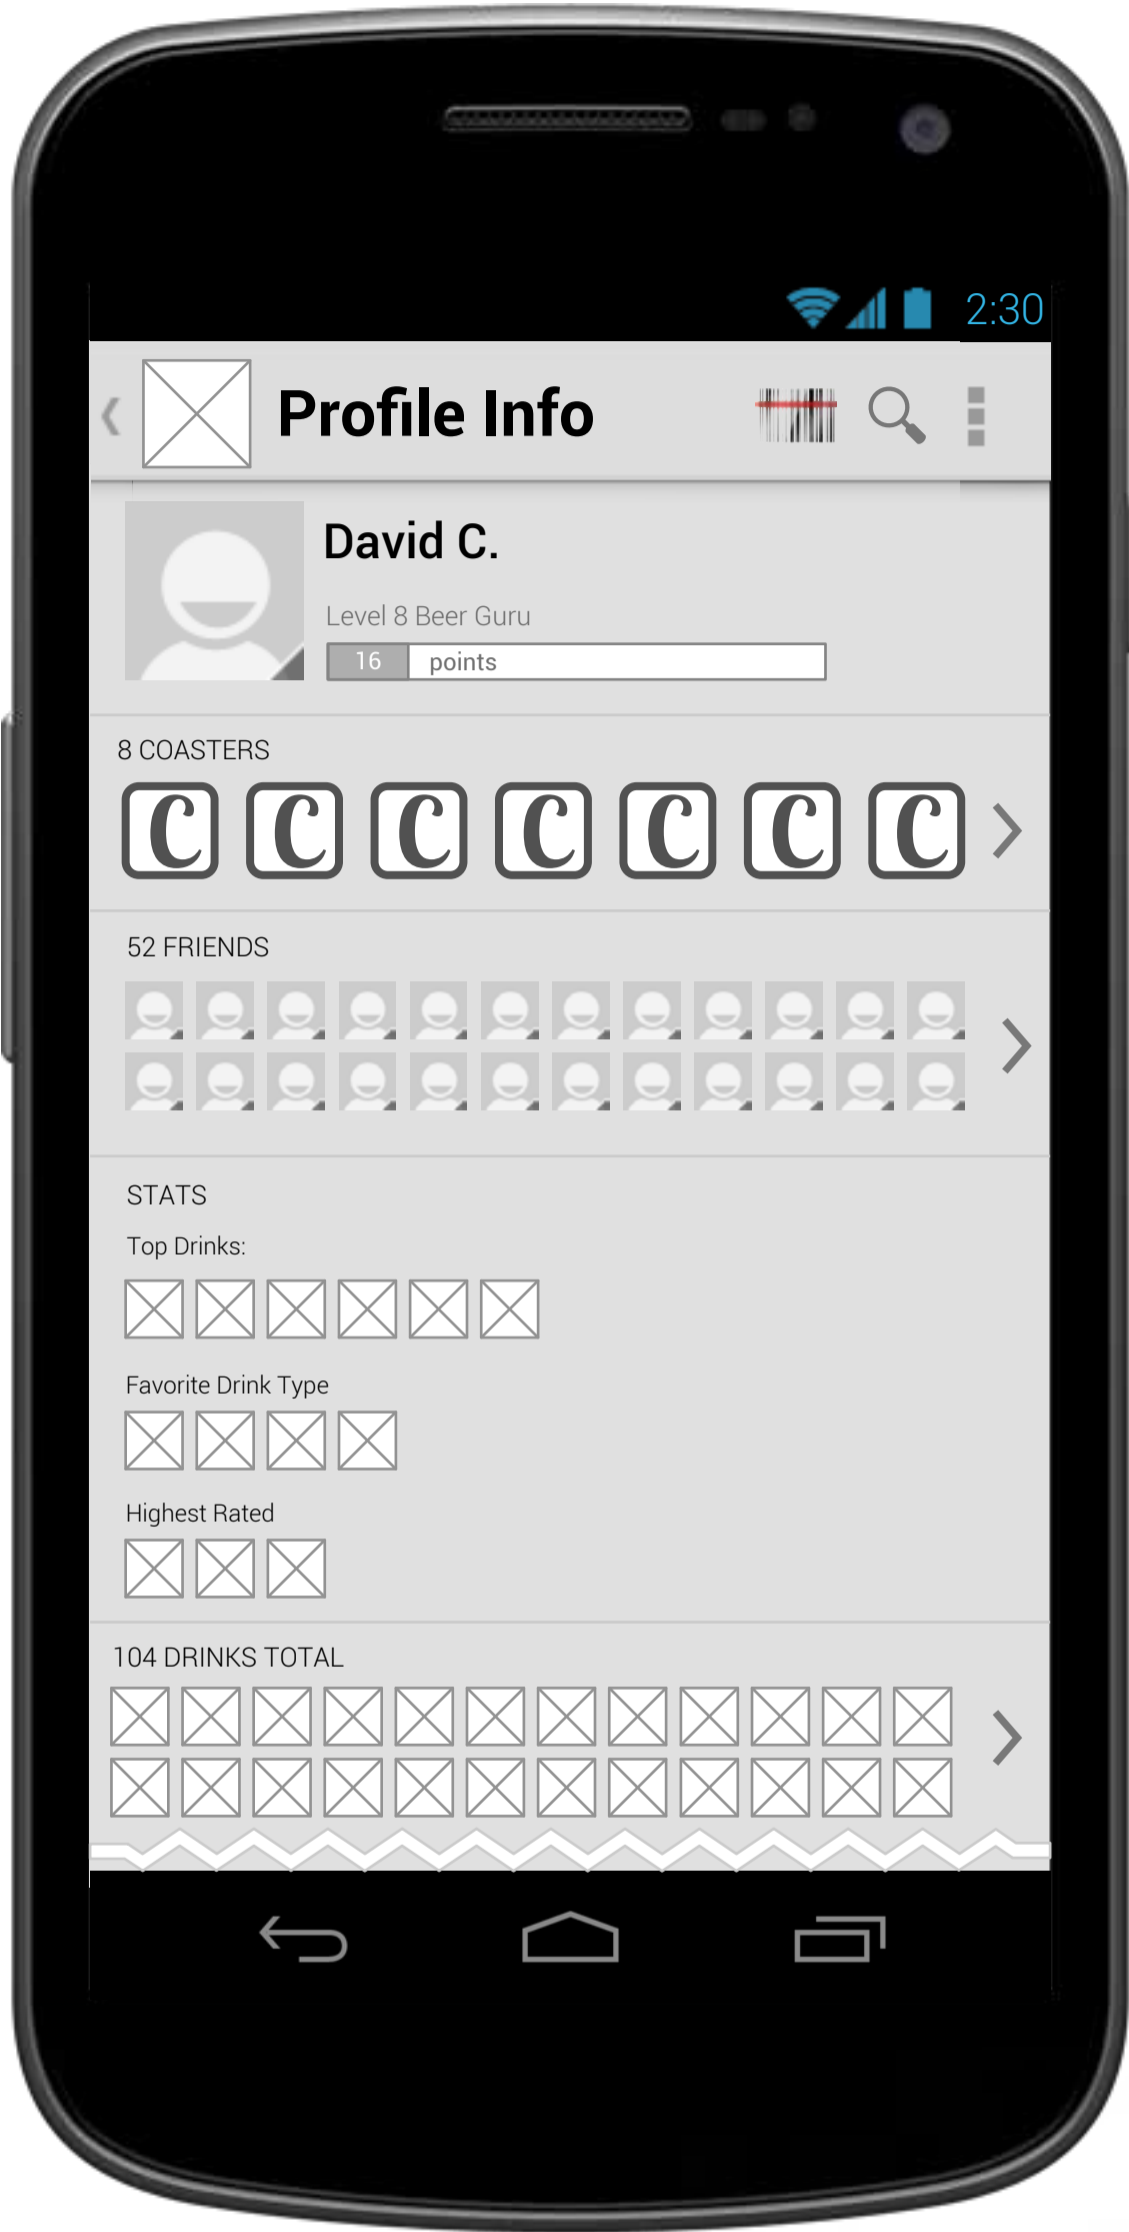 2:30
Profile Info
David C.
Level 8 Beer Guru
16 points
8 COASTERS
C C C C C C C
52 FRIENDS
STATS
Top Drinks:
Favorite Drink Type
Highest Rated
104 DRINKS TOTAL